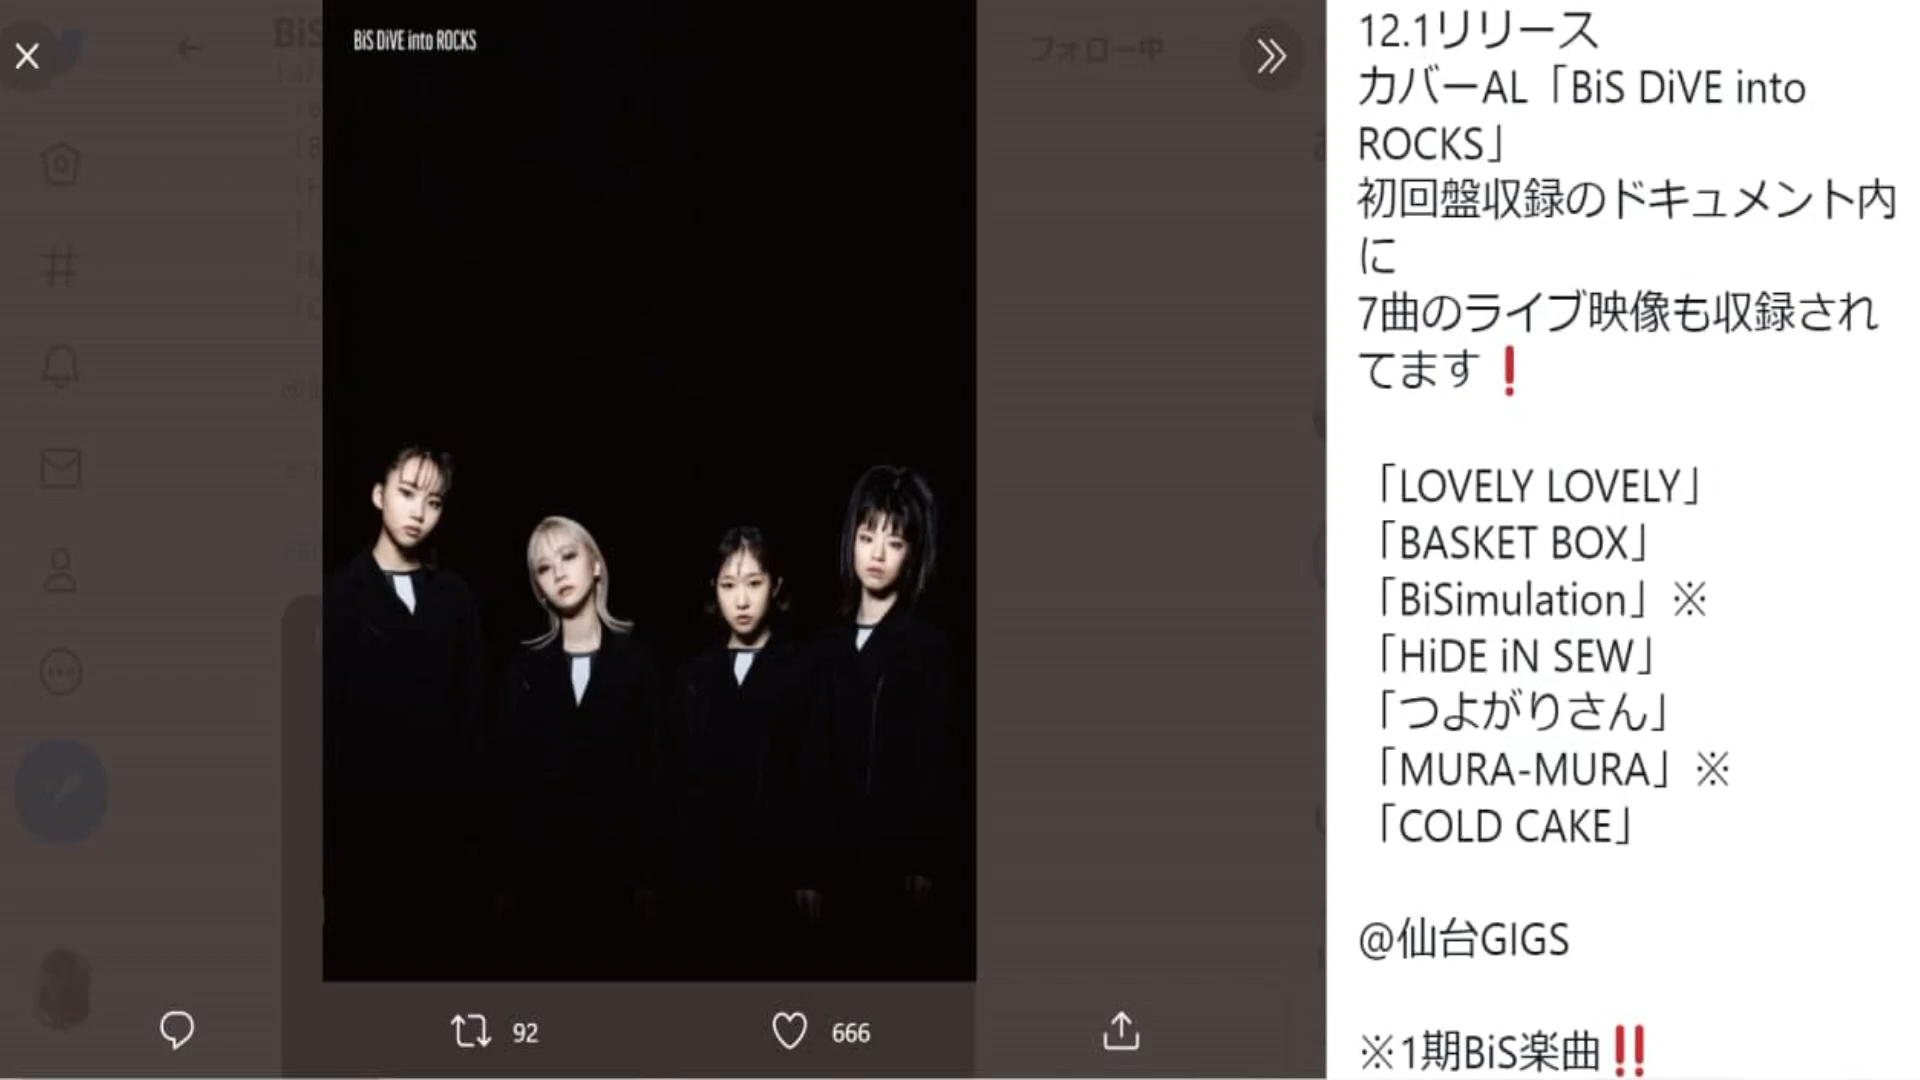 BiS
フォロー中
BiS DiVE into ROCKS
12.1リリース
カバーAL「BiS DiVE into
ROCKS」
初回盤収録のドキュメント内
に
7曲のライブ映像も収録され
てます❗
「LOVELY LOVELY」
「BASKET BOX」
「BiSimulation」※
「HiDE iN SEW」
「つよがりさん」
「MURA-MURA」※
「COLD CAKE」
@仙台GIGS
※1期BiS楽曲‼
92
666